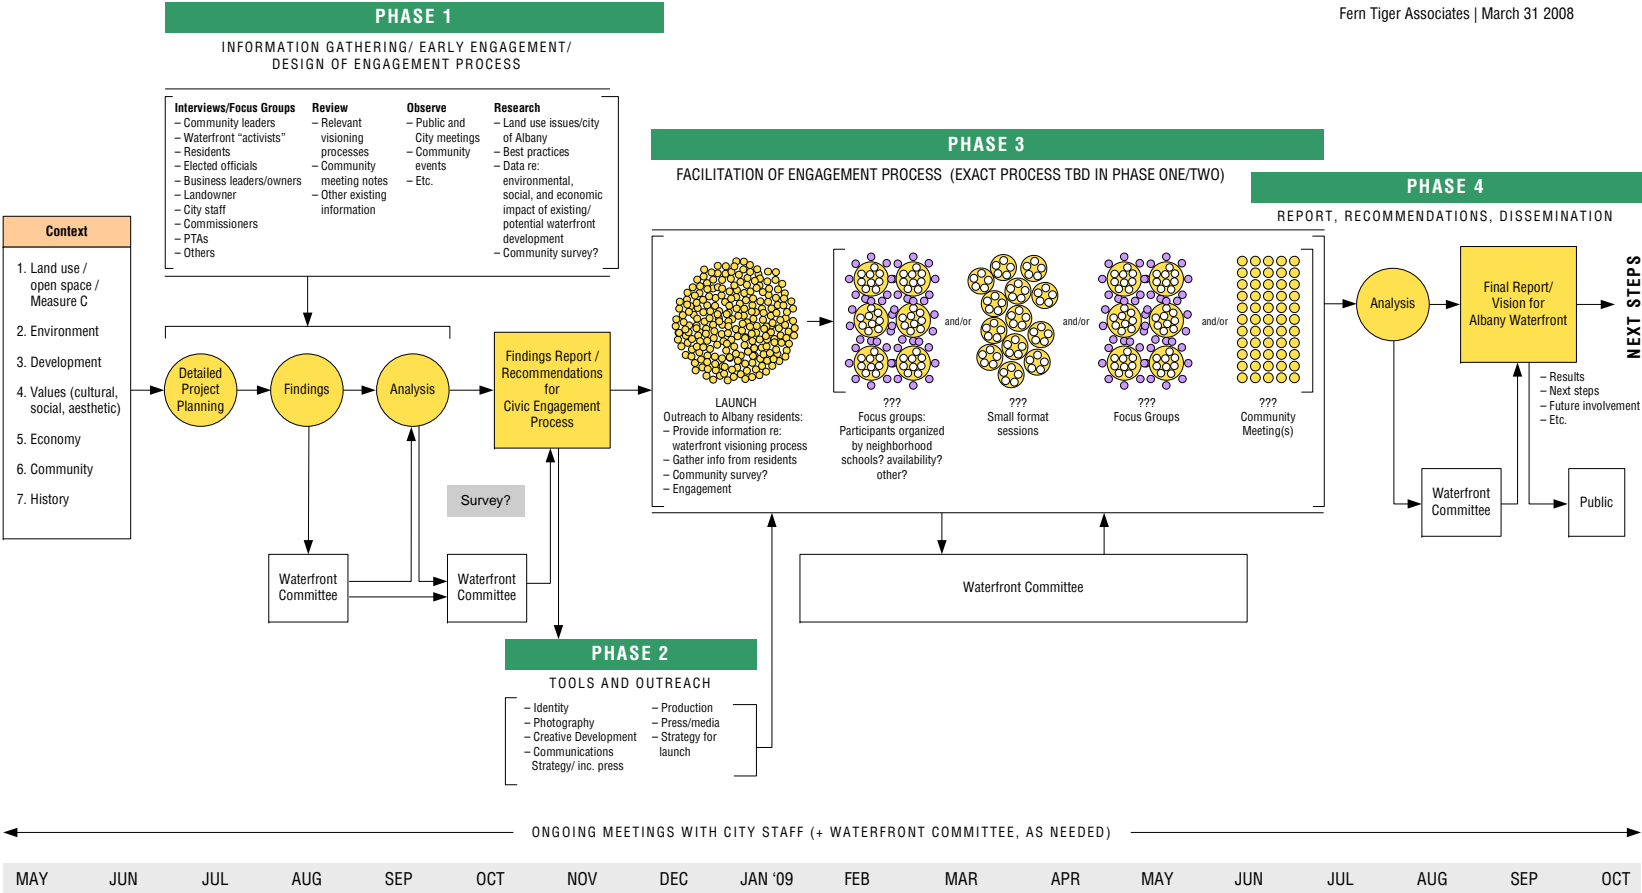 Fern Tiger Associates | March 31 2008
PHASE 1
INFORMATION GATHERING/ EARLY ENGAGEMENT/
DESIGN OF ENGAGEMENT PROCESS
Interviews/Focus Groups
– Community leaders
– Waterfront “activists”
– Residents
– Elected officials
– Business leaders/owners
– Landowner
– City staff
– Commissioners
– PTAs
– Others
Review
– Relevant
visioning
processes
– Community
meeting notes
– Other existing
information
Observe
– Public and
City meetings
– Community
events
– Etc.
Research
– Land use issues/city
of Albany
– Best practices
– Data re:
environmental,
social, and economic
impact of existing/
potential waterfront
development
– Community survey?
Context
1. Land use /
open space /
Measure C
2. Environment
3. Development
4. Values (cultural,
social, aesthetic)
5. Economy
6. Community
7. History
Detailed
Project
Planning
Findings
Analysis
Findings Report /
Recommendations
for
Civic Engagement
Process
Survey?
Waterfront
Committee
Waterfront
Committee
PHASE 2
TOOLS AND OUTREACH
– Identity
– Photography
– Creative Development
– Communications
Strategy/ inc. press
– Production
– Press/media
– Strategy for
launch
PHASE 3
FACILITATION OF ENGAGEMENT PROCESS (EXACT PROCESS TBD IN PHASE ONE/TWO)
and/or
and/or
and/or
LAUNCH
Outreach to Albany residents:
– Provide information re:
waterfront visioning process
– Gather info from residents
– Community survey?
– Engagement
???
Focus groups:
Participants organized
by neighborhood
schools? availability?
other?
???
Small format
sessions
???
Focus Groups
???
Community
Meeting(s)
Waterfront Committee
PHASE 4
REPORT, RECOMMENDATIONS, DISSEMINATION
Analysis
Final Report/
Vision for
Albany Waterfront
NEXT STEPS
– Results
– Next steps
– Future involvement
– Etc.
Waterfront
Committee
Public
ONGOING MEETINGS WITH CITY STAFF (+ WATERFRONT COMMITTEE, AS NEEDED)
MAY JUN JUL AUG SEP OCT NOV DEC JAN ‘09 FEB MAR APR MAY JUN JUL AUG SEP OCT